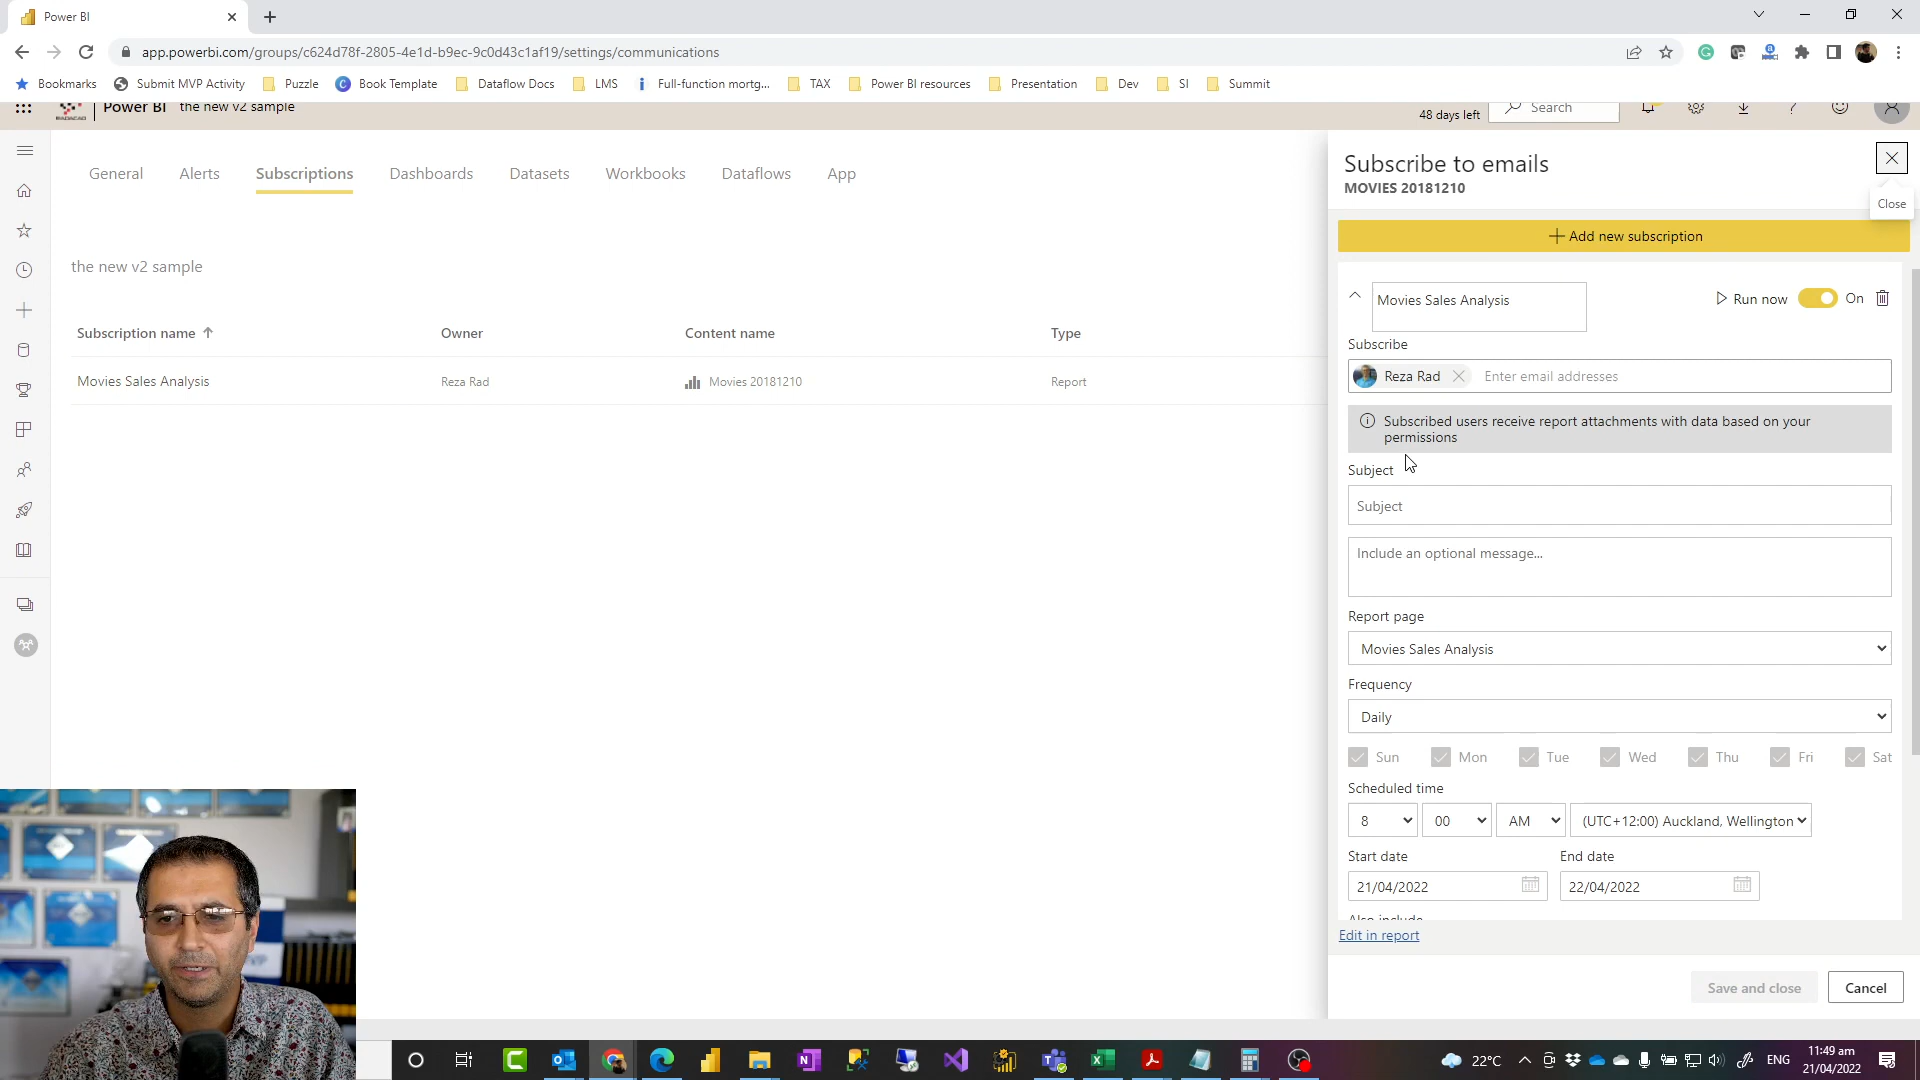 Power BI
app.powerbi.com/groups/c624d78f-2805-4e1d-b9ec-9c0d43c1af19/settings/communications
Bookmarks
Submit MVP Activity
Puzzle
Book Template
Dataflow Docs
LMS
Full-function mortg...
TAX
Power BI resources
Presentation
Dev
SI
Summit
Power BI
the new v2 sample
48 days left
Search
General
Alerts
Subscriptions
Dashboards
Datasets
Workbooks
Dataflows
App
the new v2 sample
Subscription name
Owner
Content name
Type
Movies Sales Analysis
Reza Rad
Movies 20181210
Report
Subscribe to emails
MOVIES 20181210
Close
Add new subscription
Movies Sales Analysis
Run now
On
Subscribe
Reza Rad
Enter email addresses
Subscribed users receive report attachments with data based on your
permissions
Subject
Subject
Include an optional message...
Report page
Movies Sales Analysis
Frequency
Daily
Sun
Mon
Tue
Wed
Thu
Fri
Sat
Scheduled time
8
00
AM
(UTC+12:00) Auckland, Wellington
Start date
End date
21/04/2022
22/04/2022
Also include
Edit in report
Save and close
Cancel
22°C
ENG
11:49 am
21/04/2022